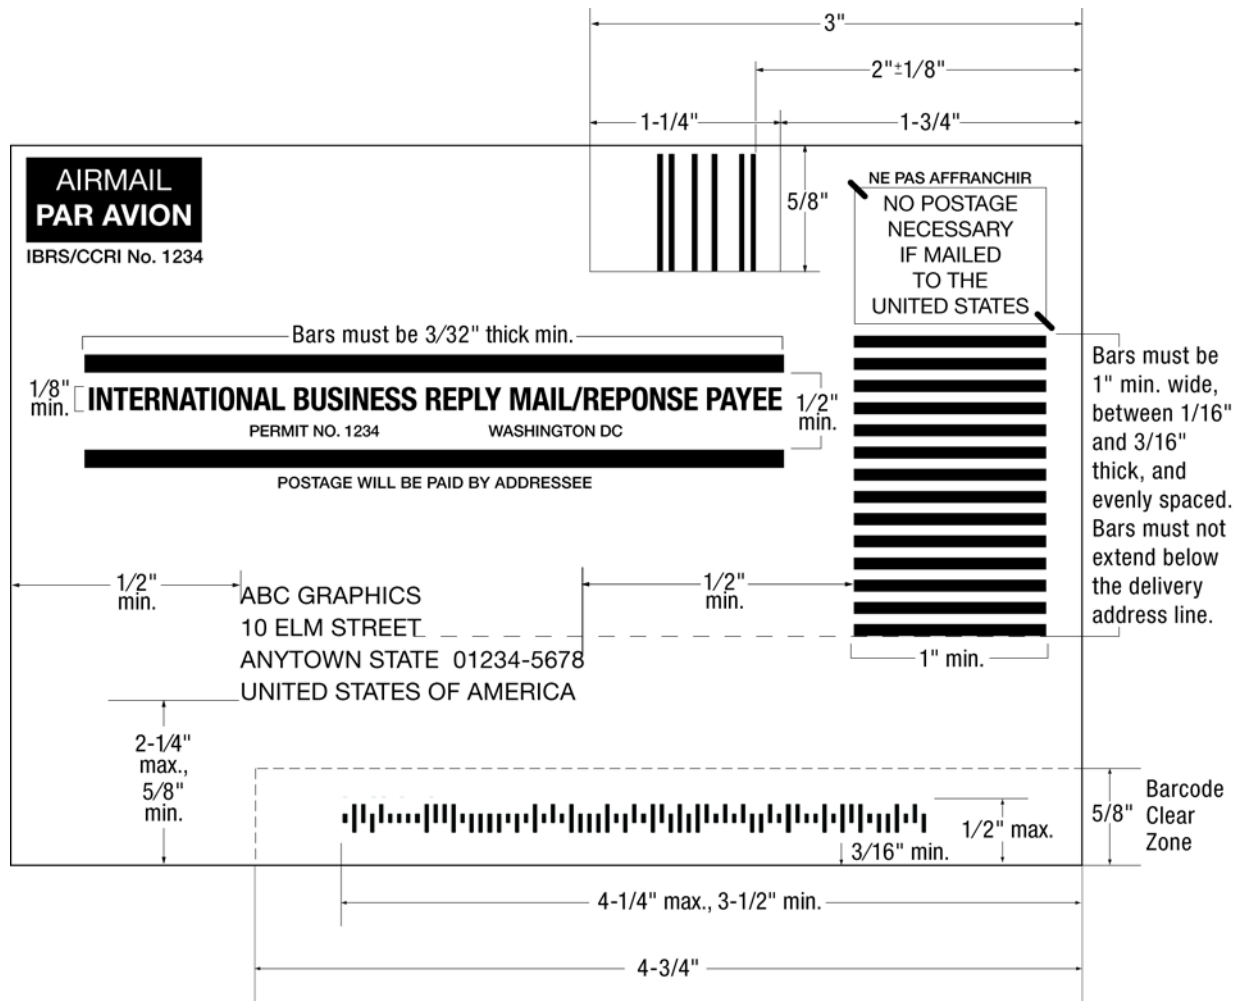 3"
2"±1/8"
1-1/4"
1-3/4"
AIRMAIL
PAR AVION
IBRS/CCRI No. 1234
5/8"
NE PAS AFFRANCHIR
NO POSTAGE
NECESSARY
IF MAILED
TO THE
UNITED STATES
Bars must be 3/32" thick min.
1/8"
min.
INTERNATIONAL BUSINESS REPLY MAIL/REPONSE PAYEE
PERMIT NO. 1234 WASHINGTON DC
1/2"
min.
POSTAGE WILL BE PAID BY ADDRESSEE
Bars must be
1" min. wide,
between 1/16"
and 3/16"
thick, and
evenly spaced.
Bars must not
extend below
the delivery
address line.
1/2"
min.
ABC GRAPHICS
10 ELM STREET
ANYTOWN STATE 01234-5678
UNITED STATES OF AMERICA
1/2"
min.
1" min.
2-1/4"
max.,
5/8"
min.
1/2" max.
3/16" min.
5/8"
Barcode
Clear
Zone
4-1/4" max., 3-1/2" min.
4-3/4"